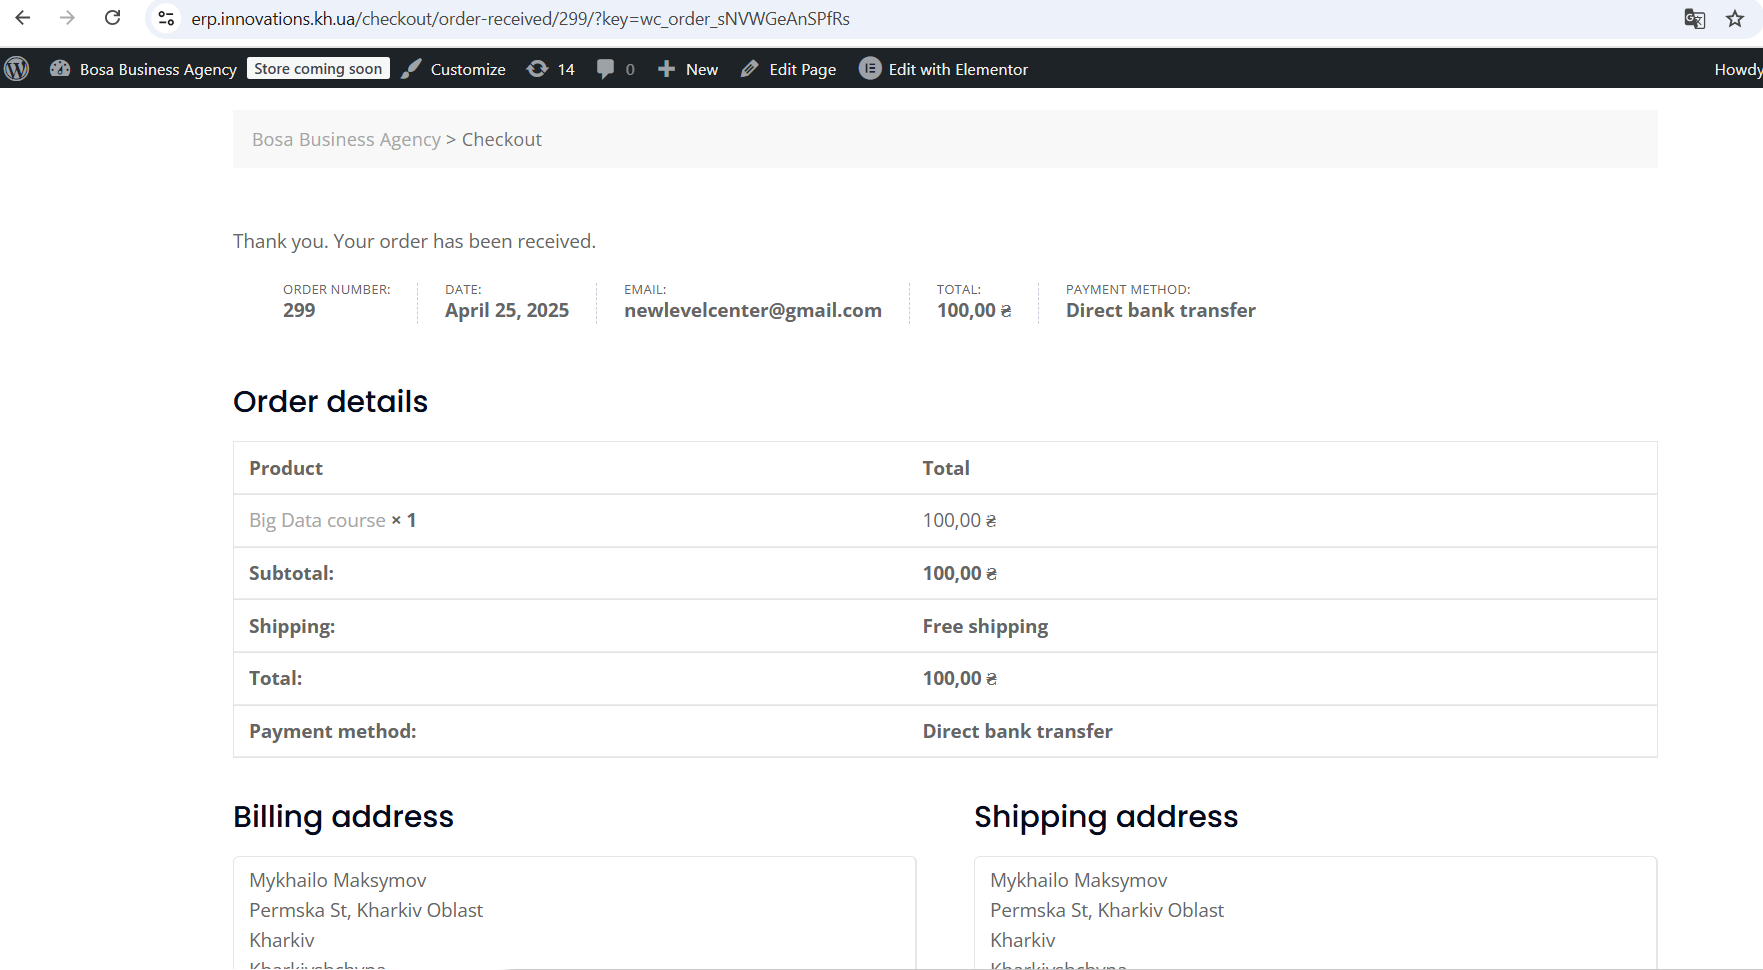 erp.innovations.kh.ua/checkout/order-received/299/?key=wc_order_sNVWGeAnSPfRs
Bosa Business Agency Store coming soon Customize 14 0 New Edit Page Edit with Elementor Howdy
Bosa Business Agency > Checkout
Thank you. Your order has been received.
ORDER NUMBER: DATE: EMAIL: TOTAL: PAYMENT METHOD:
299 April 25, 2025 newlevelcenter@gmail.com 100,00 ₴ Direct bank transfer
Order details
Product Total
Big Data course × 1 100,00 ₴
Subtotal: 100,00 ₴
Shipping: Free shipping
Total: 100,00 ₴
Payment method: Direct bank transfer
Billing address Shipping address
Mykhailo Maksymov Mykhailo Maksymov
Permska St, Kharkiv Oblast Permska St, Kharkiv Oblast
Kharkiv Kharkiv